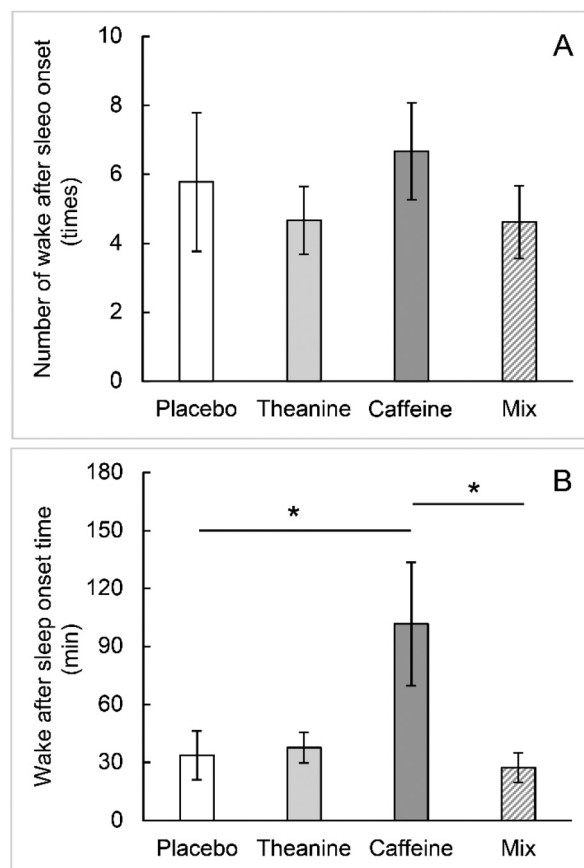 A
10
8
6
4
2
0
Number of wake after sleeo onset
(times)
Placebo Theanine Caffeine Mix
B
180
150
120
90
60
30
0
Wake after sleep onset time
(min)
* *
Placebo Theanine Caffeine Mix